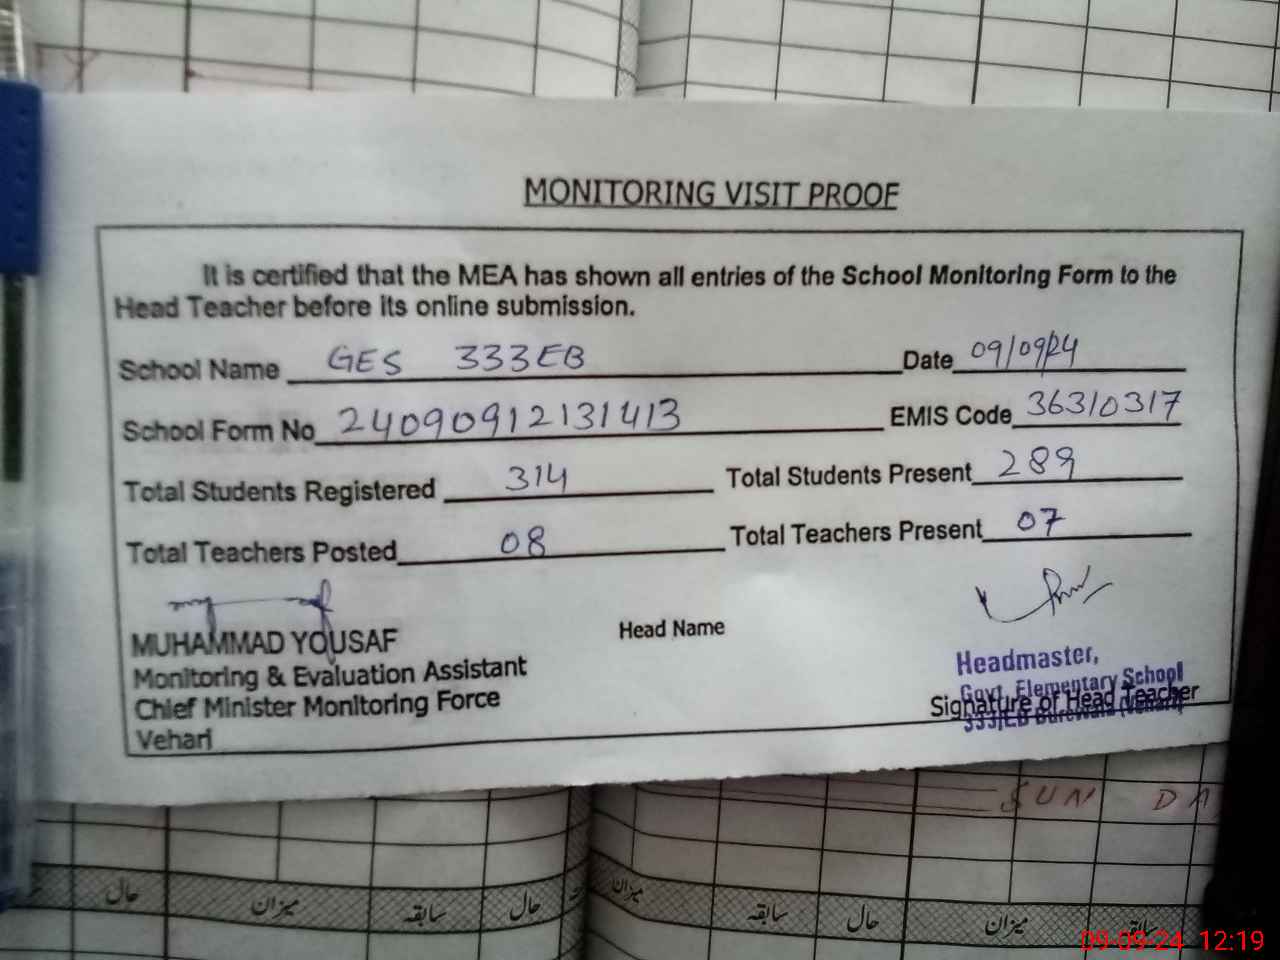 MONITORING VISIT PROOF
It is certified that the MEA has shown all entries of the School Monitoring Form to the
Head Teacher before its online submission.
School Name GES 333EB Date 09/09/24
School Form No 24090912131413 EMIS Code 36310317
Total Students Registered 314 Total Students Present 289
Total Teachers Posted 08 Total Teachers Present 07
MUHAMMAD YOUSAF
Monitoring & Evaluation Assistant
Chief Minister Monitoring Force
Vehari
Head Name
Headmaster,
Govt. Elementary School
333/EB Burewala (Vehari)
Signature of Head Teacher
SUN DA
حال میزان سابقہ حال
میزان سابقہ حال میزان سابقہ
09-09-24 12:19